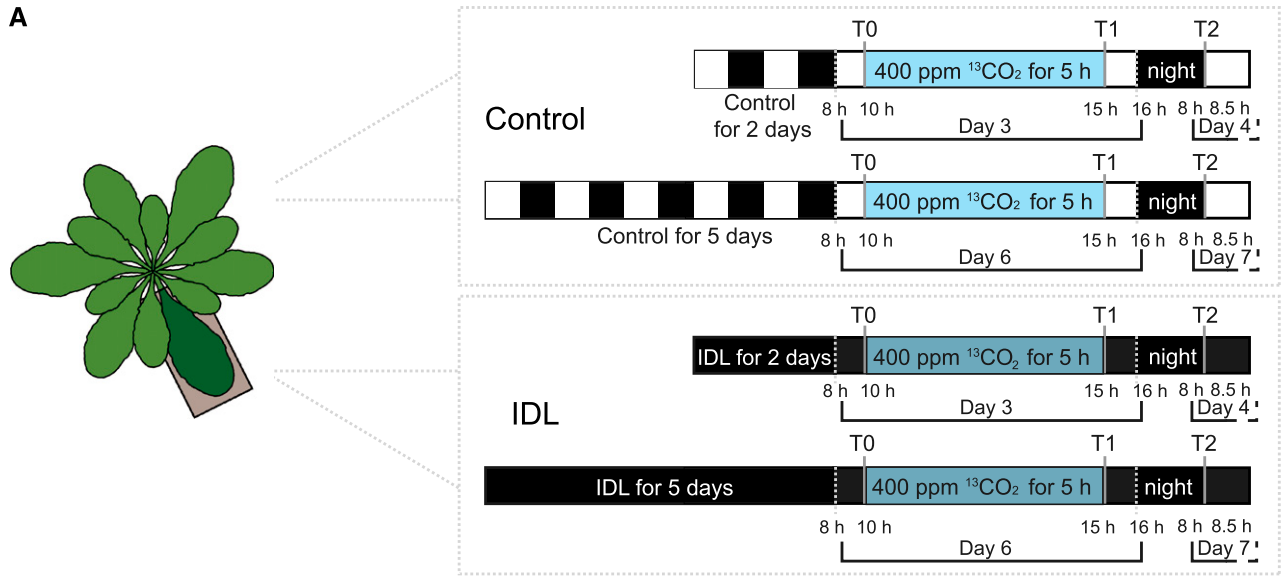 A
T0 T1 T2
400 ppm ¹³CO₂ for 5 h night
Control
for 2 days
8 h 10 h 15 h 16 h 8 h 8.5 h
Day 3 Day 4
Control
T0 T1 T2
400 ppm ¹³CO₂ for 5 h night
Control for 5 days
8 h 10 h 15 h 16 h 8 h 8.5 h
Day 6 Day 7
T0 T1 T2
IDL for 2 days 400 ppm ¹³CO₂ for 5 h night
8 h 10 h 15 h 16 h 8 h 8.5 h
Day 3 Day 4
IDL
T0 T1 T2
IDL for 5 days 400 ppm ¹³CO₂ for 5 h night
8 h 10 h 15 h 16 h 8 h 8.5 h
Day 6 Day 7